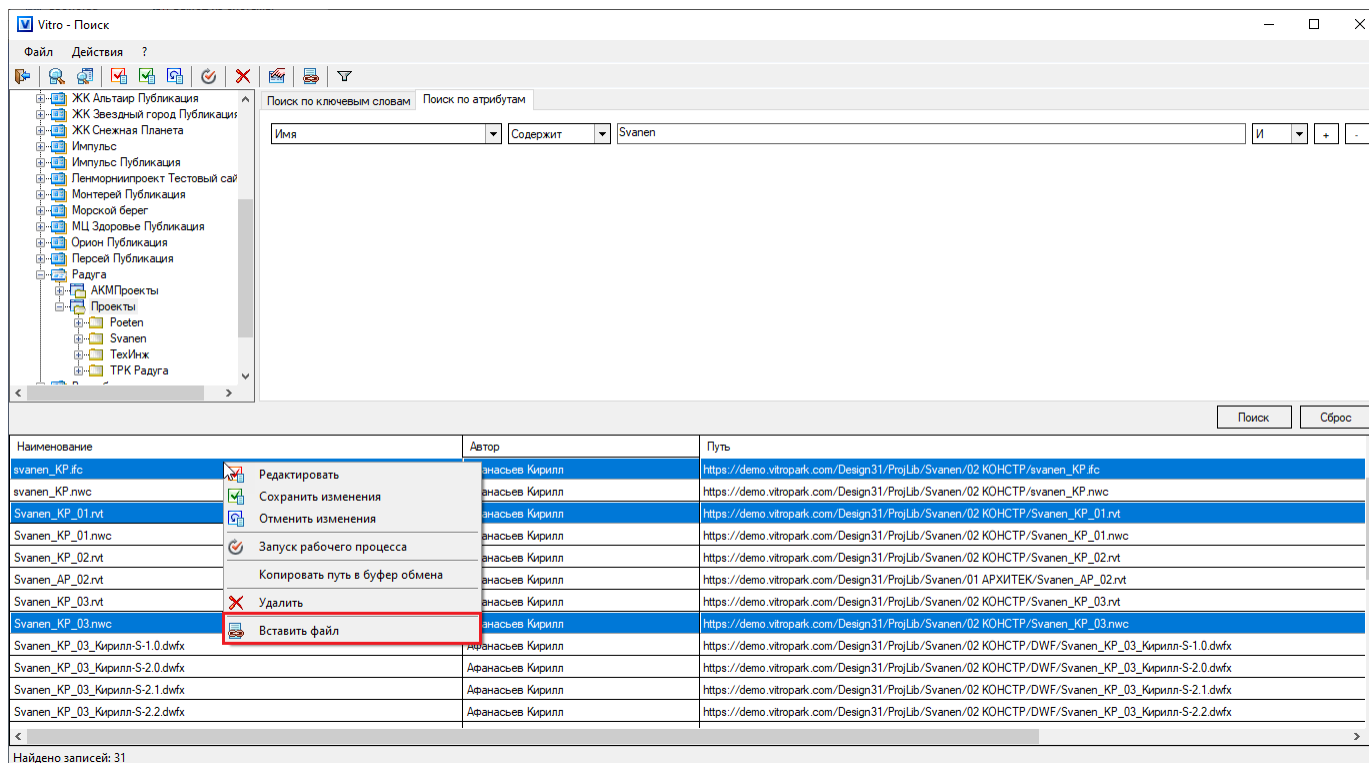 Vitro - Поиск
Файл Действия ?
ЖК Альтаир Публикация
ЖК Звездный город Публикация
ЖК Снежная Планета
Импульс
Импульс Публикация
Ленморниипроект Тестовый сай
Монтерей Публикация
Морской берег
МЦ Здоровье Публикация
Орион Публикация
Персей Публикация
Радуга
АКМПроекты
Проекты
Poeten
Svanen
ТехИнж
ТРК Радуга
Поиск по ключевым словам Поиск по атрибутам
Имя Содержит Svanen И + -
Поиск Сброс
Наименование Автор Путь
svanen_KP.ifc Афанасьев Кирилл https://demo.vitropark.com/Design31/ProjLib/Svanen/02 КОНСТР/svanen_KP.ifc
svanen_KP.nwc анасьев Кирилл https://demo.vitropark.com/Design31/ProjLib/Svanen/02 КОНСТР/svanen_KP.nwc
Svanen_KP_01.rvt анасьев Кирилл https://demo.vitropark.com/Design31/ProjLib/Svanen/02 КОНСТР/Svanen_KP_01.rvt
Svanen_KP_01.nwc анасьев Кирилл https://demo.vitropark.com/Design31/ProjLib/Svanen/02 КОНСТР/Svanen_KP_01.nwc
Svanen_KP_02.rvt анасьев Кирилл https://demo.vitropark.com/Design31/ProjLib/Svanen/02 КОНСТР/Svanen_KP_02.rvt
Svanen_AP_02.rvt анасьев Кирилл https://demo.vitropark.com/Design31/ProjLib/Svanen/01 АРХИТЕК/Svanen_AP_02.rvt
Svanen_KP_03.rvt анасьев Кирилл https://demo.vitropark.com/Design31/ProjLib/Svanen/02 КОНСТР/Svanen_KP_03.rvt
Svanen_KP_03.nwc анасьев Кирилл https://demo.vitropark.com/Design31/ProjLib/Svanen/02 КОНСТР/Svanen_KP_03.nwc
Svanen_KP_03_Кирилл-S-1.0.dwfx Афанасьев Кирилл https://demo.vitropark.com/Design31/ProjLib/Svanen/02 КОНСТР/DWF/Svanen_KP_03_Кирилл-S-1.0.dwfx
Svanen_KP_03_Кирилл-S-2.0.dwfx Афанасьев Кирилл https://demo.vitropark.com/Design31/ProjLib/Svanen/02 КОНСТР/DWF/Svanen_KP_03_Кирилл-S-2.0.dwfx
Svanen_KP_03_Кирилл-S-2.1.dwfx Афанасьев Кирилл https://demo.vitropark.com/Design31/ProjLib/Svanen/02 КОНСТР/DWF/Svanen_KP_03_Кирилл-S-2.1.dwfx
Svanen_KP_03_Кирилл-S-2.2.dwfx Афанасьев Кирилл https://demo.vitropark.com/Design31/ProjLib/Svanen/02 КОНСТР/DWF/Svanen_KP_03_Кирилл-S-2.2.dwfx
Редактировать
Сохранить изменения
Отменить изменения
Запуск рабочего процесса
Копировать путь в буфер обмена
Удалить
Вставить файл
Найдено записей: 31